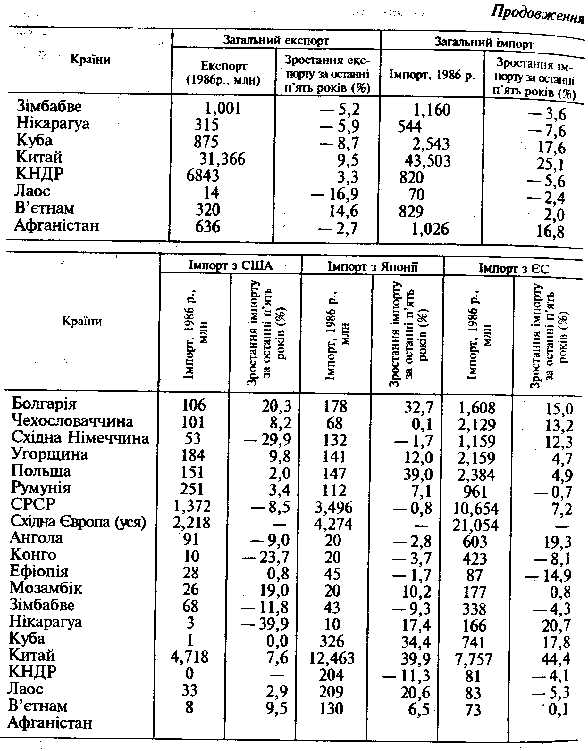 Продовження
Країни
Загальний експорт
Загальний імпорт
Експорт
(1986р., млн)
Зростання екс-
порту за останні
п'ять років (%)
Імпорт, 1986 р.
Зростання ім-
порту за останні
п'ять років (%)
Зімбабве 1,001 — 5,2 1,160 — 3,6
Нікарагуа 315 — 5,9 544 — 7,6
Куба 875 — 8,7 2,543 17,6
Китай 31,366 9,5 43,503 25,1
КНДР 6843 3,3 820 — 5,6
Лаос 14 — 16,9 70 — 2,4
В'єтнам 320 14,6 829 2,0
Афганістан 636 — 2,7 1,026 16,8
Країни
Імпорт з США
Імпорт з Японії
Імпорт з ЄС
Імпорт, 1986 р.,
млн
Зростання імпорту
за останні п'ять
років (%)
Імпорт, 1986 р.,
млн
Зростання імпорту
за останні п'ять
років (%)
Імпорт, 1986 р.,
млн
Зростання імпорту
за останні п'ять
років (%)
Болгарія 106 20,3 178 32,7 1,608 15,0
Чехословаччина 101 8,2 68 0,1 2,129 13,2
Східна Німеччина 53 — 29,9 132 — 1,7 1,159 12,3
Угорщина 184 9,8 141 12,0 2,159 4,7
Польща 151 2,0 147 39,0 2,384 4,9
Румунія 251 3,4 112 7,1 961 — 0,7
СРСР 1,372 — 8,5 3,496 — 0,8 10,654 7,2
Східна Європа (уся) 2,218 — 4,274 — 21,054 —
Ангола 91 — 9,0 20 — 2,8 603 19,3
Конго 10 — 23,7 20 — 3,7 423 — 8,1
Ефіопія 28 0,8 45 — 1,7 87 — 14,9
Мозамбік 26 19,0 20 10,2 177 0,8
Зімбабве 68 — 11,8 43 — 9,3 338 — 4,3
Нікарагуа 3 — 39,9 10 17,4 166 20,7
Куба 1 0,0 326 34,4 741 17,8
Китай 4,718 7,6 12,463 39,9 7,757 44,4
КНДР 0 — 204 — 11,3 81 — 4,1
Лаос 33 2,9 209 20,6 83 — 5,3
В'єтнам 8 9,5 130 6,5 73 0,1
Афганістан